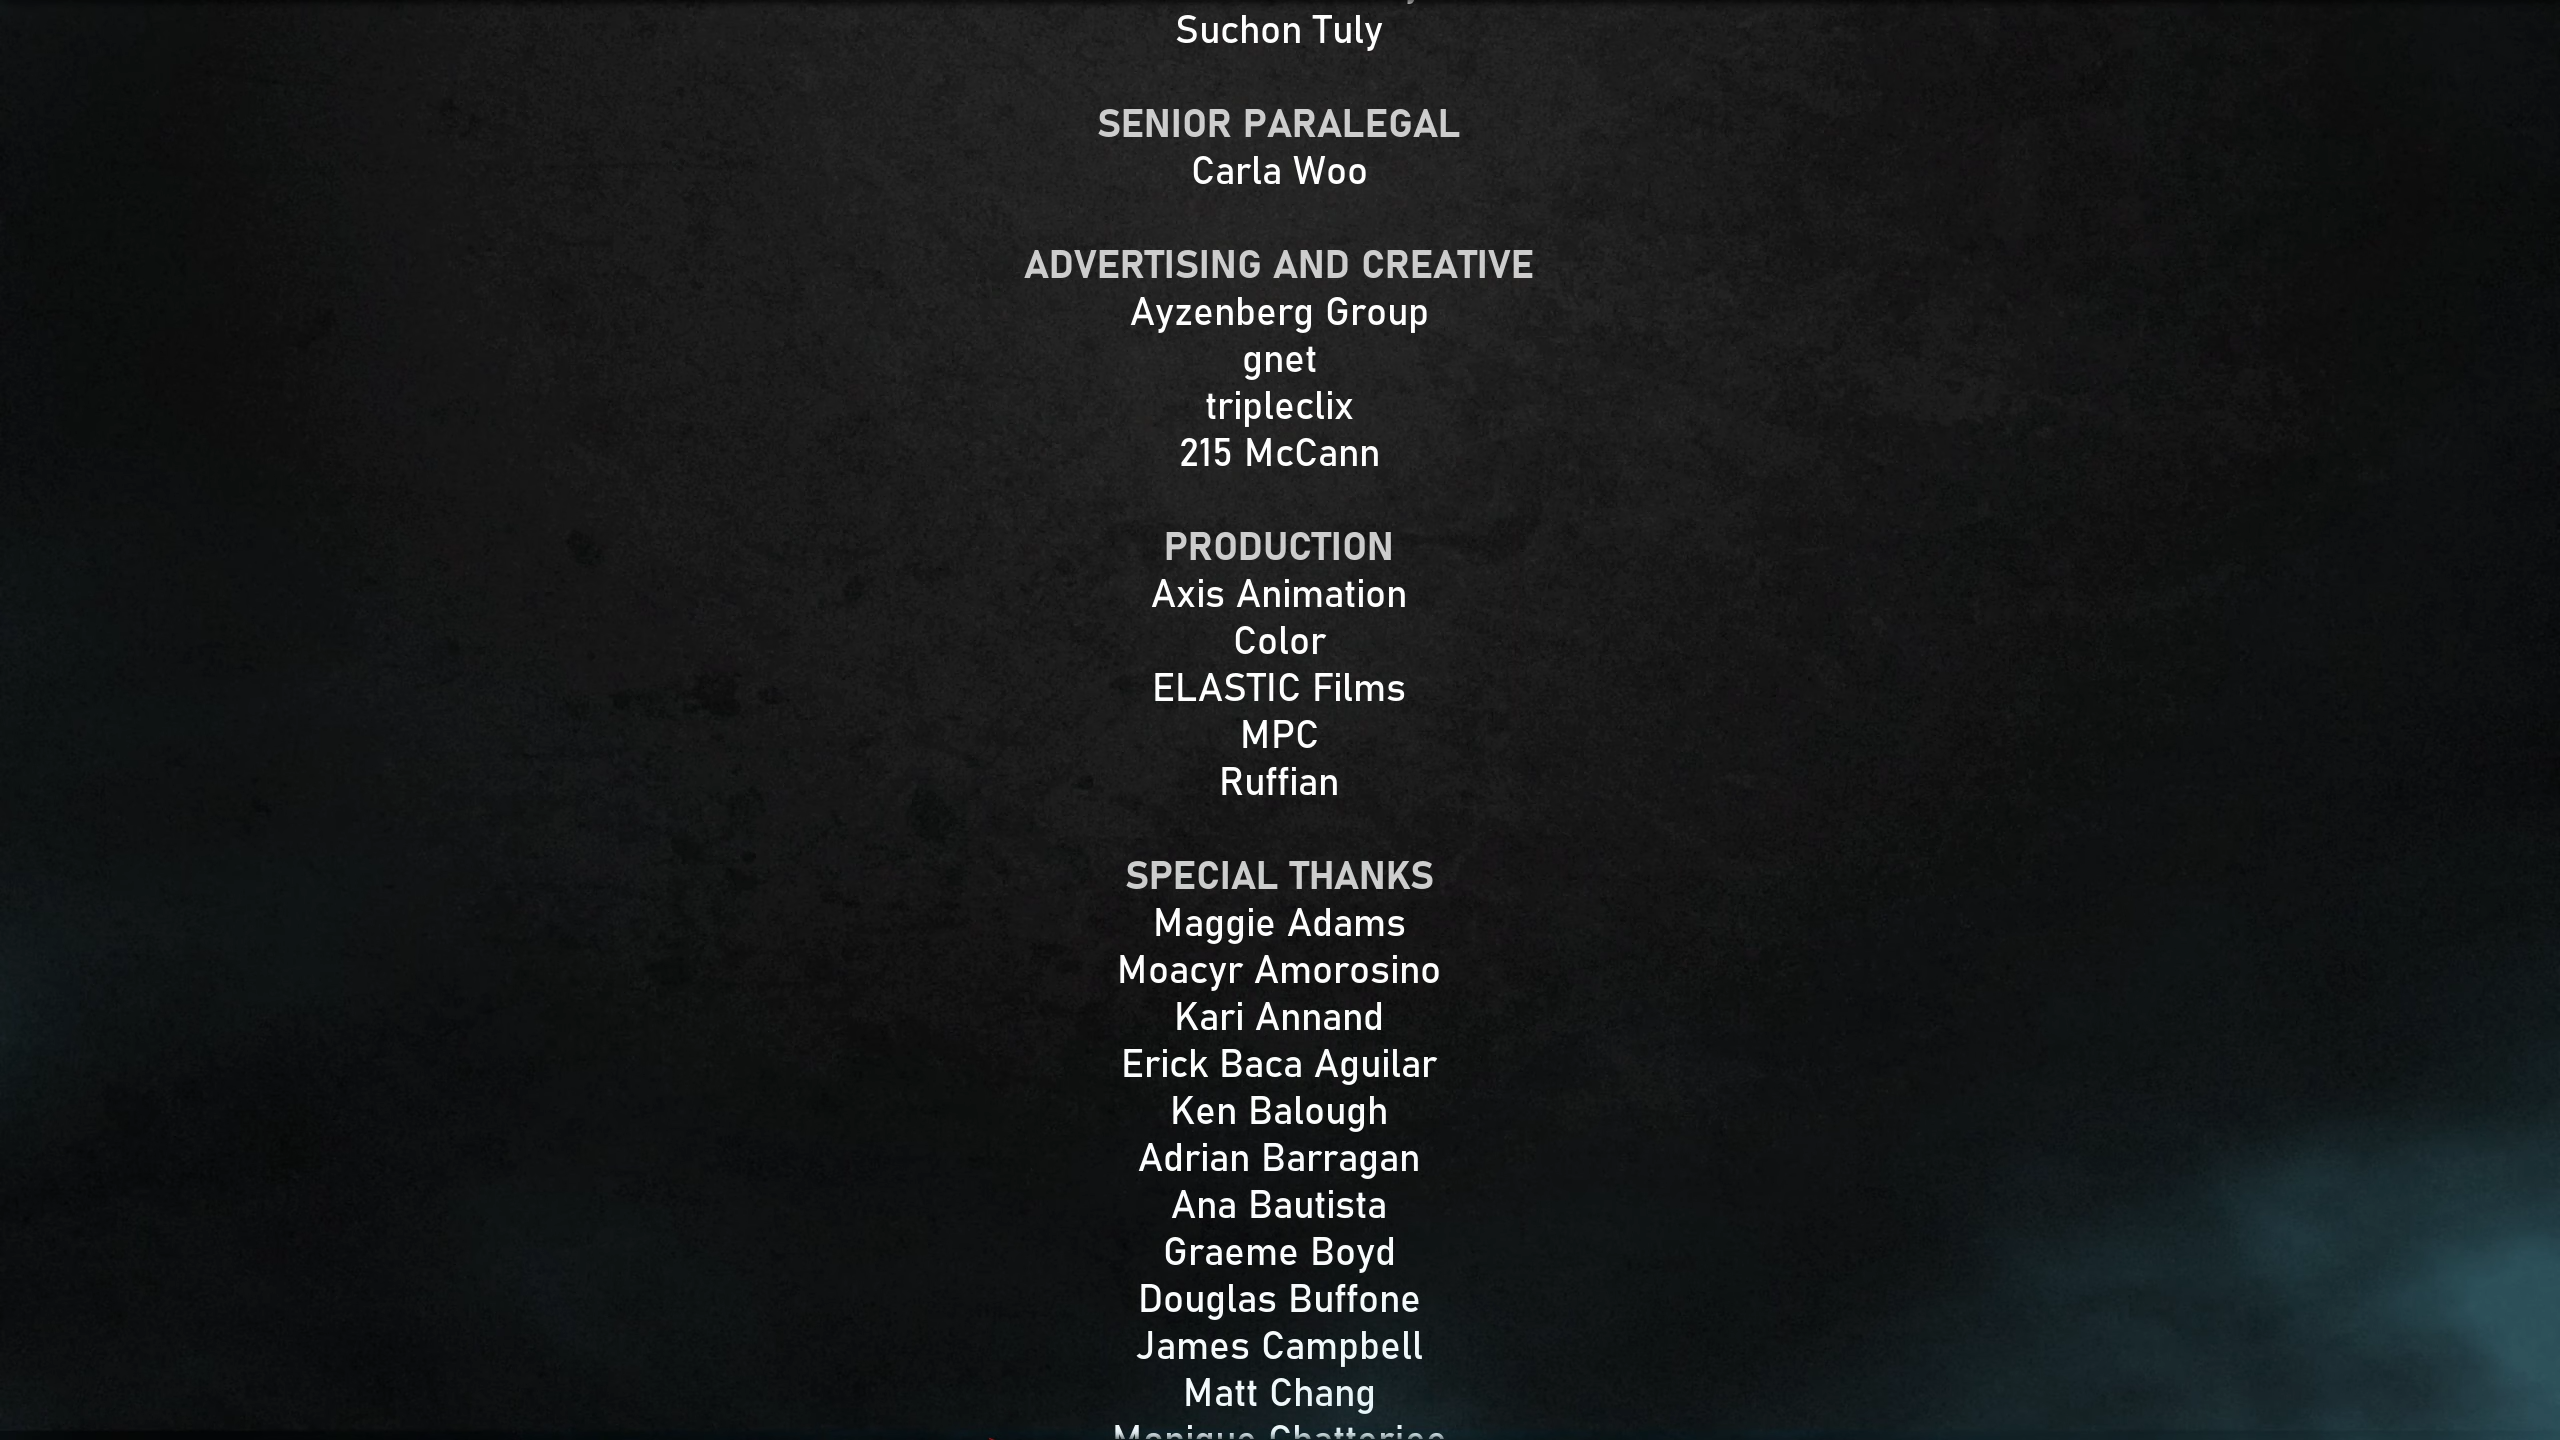 Suchon Tuly
SENIOR PARALEGAL
Carla Woo
ADVERTISING AND CREATIVE
Ayzenberg Group
gnet
tripleclix
215 McCann
PRODUCTION
Axis Animation
Color
ELASTIC Films
MPC
Ruffian
SPECIAL THANKS
Maggie Adams
Moacyr Amorosino
Kari Annand
Erick Baca Aguilar
Ken Balough
Adrian Barragan
Ana Bautista
Graeme Boyd
Douglas Buffone
James Campbell
Matt Chang
Monique Chatterjee